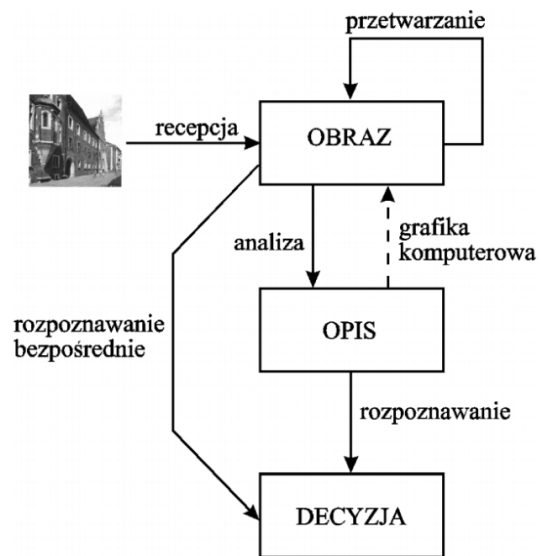 przetwarzanie
recepcja
OBRAZ
analiza
grafika
komputerowa
rozpoznawanie
bezpośrednie
OPIS
rozpoznawanie
DECYZJA